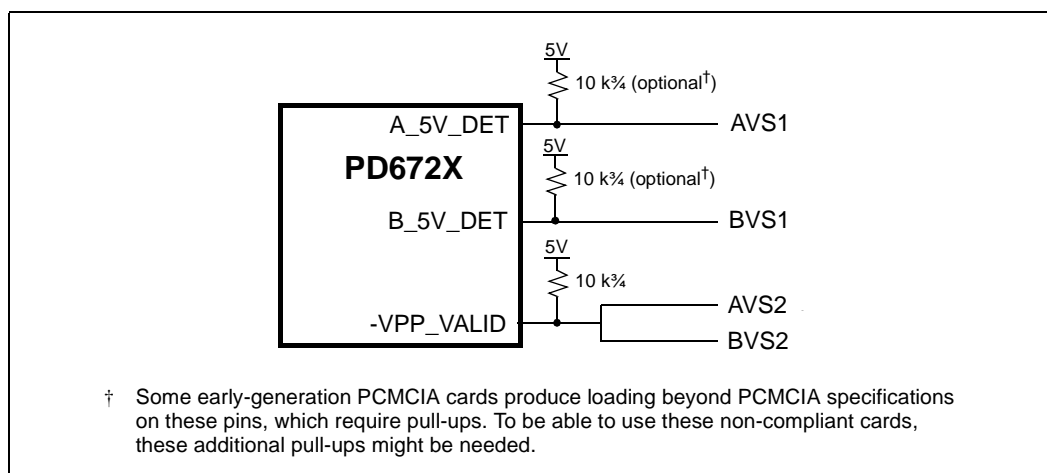 5V
10 k¾ (optional†)
A_5V_DET
AVS1
PD672X
5V
10 k¾ (optional†)
B_5V_DET
BVS1
5V
10 k¾
AVS2
-VPP_VALID
BVS2
† Some early-generation PCMCIA cards produce loading beyond PCMCIA specifications
on these pins, which require pull-ups. To be able to use these non-compliant cards,
these additional pull-ups might be needed.